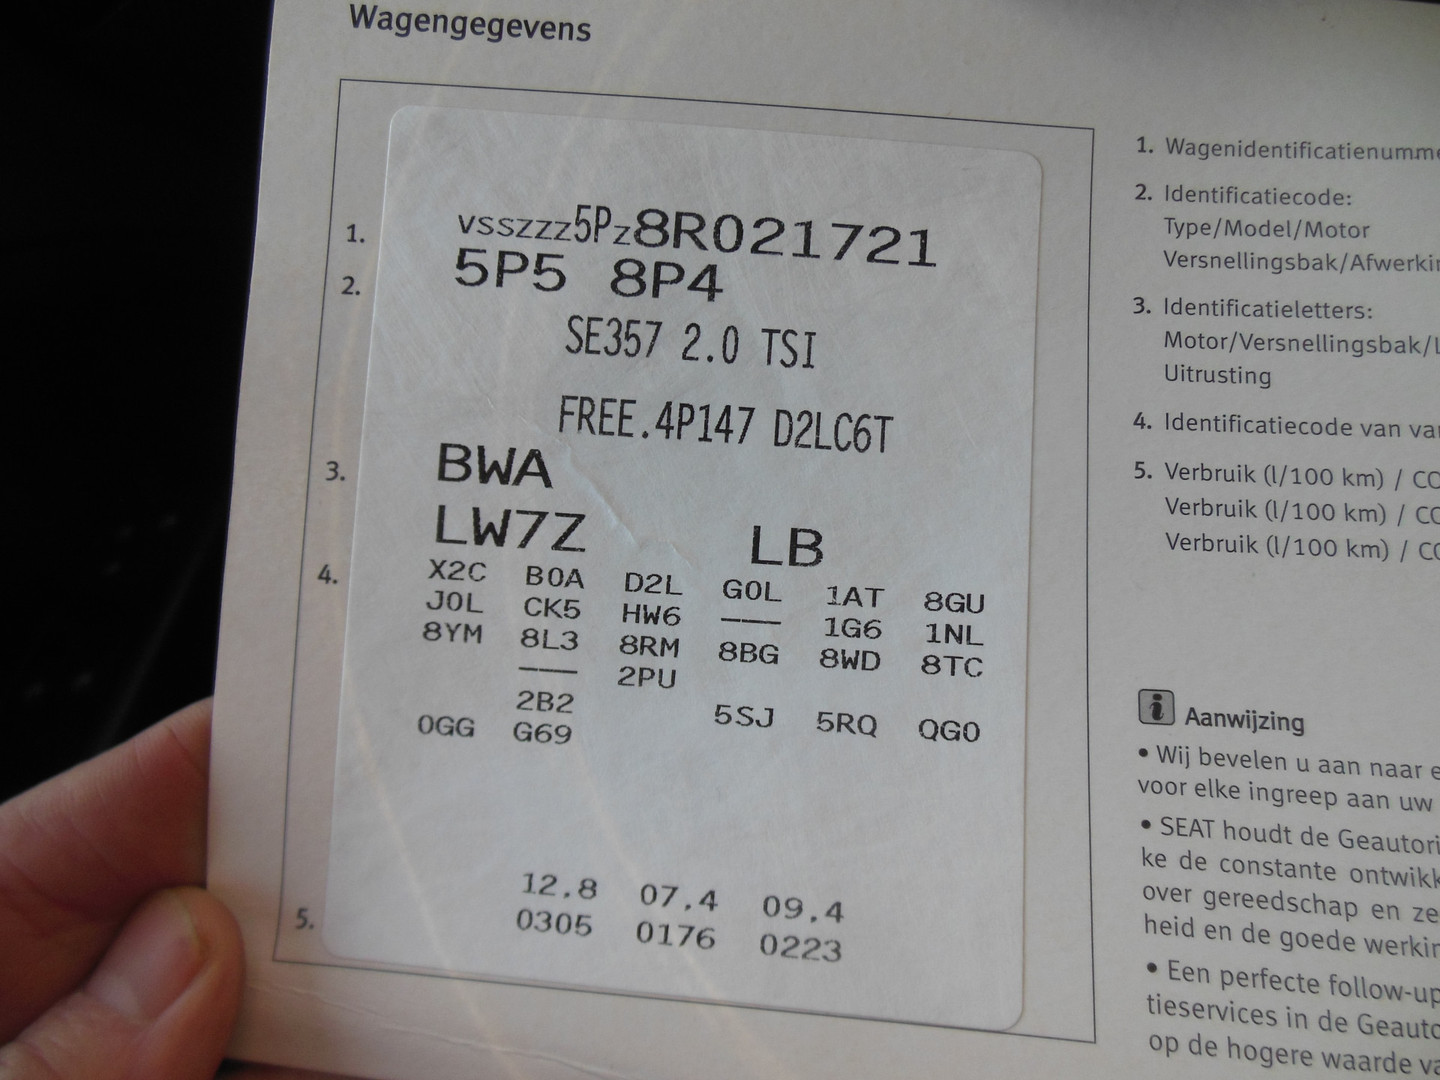 Wagengegevens
1. VSSZZZ5PZ8R021721
2. 5P5 8P4
SE357 2.0 TSI
FREE.4P147 D2LC6T
3. BWA
LW7Z LB
4. X2C B0A D2L G0L 1AT 8GU
J0L CK5 HW6 --- 1G6 1NL
8YM 8L3 8RM 8BG 8WD 8TC
--- 2PU
2B2 5SJ 5RQ QG0
0GG G69
12.8 07.4 09.4
5. 0305 0176 0223
1. Wagenidentificatienumme
2. Identificatiecode:
Type/Model/Motor
Versnellingsbak/Afwerkin
3. Identificatieletters:
Motor/Versnellingsbak/L
Uitrusting
4. Identificatiecode van var
5. Verbruik (l/100 km) / CO
Verbruik (l/100 km) / CO
Verbruik (l/100 km) / CO
i Aanwijzing
• Wij bevelen u aan naar e
voor elke ingreep aan uw
• SEAT houdt de Geautori
ke de constante ontwikk
over gereedschap en ze
heid en de goede werkin
• Een perfecte follow-up
tieservices in de Geauto
op de hogere waarde va